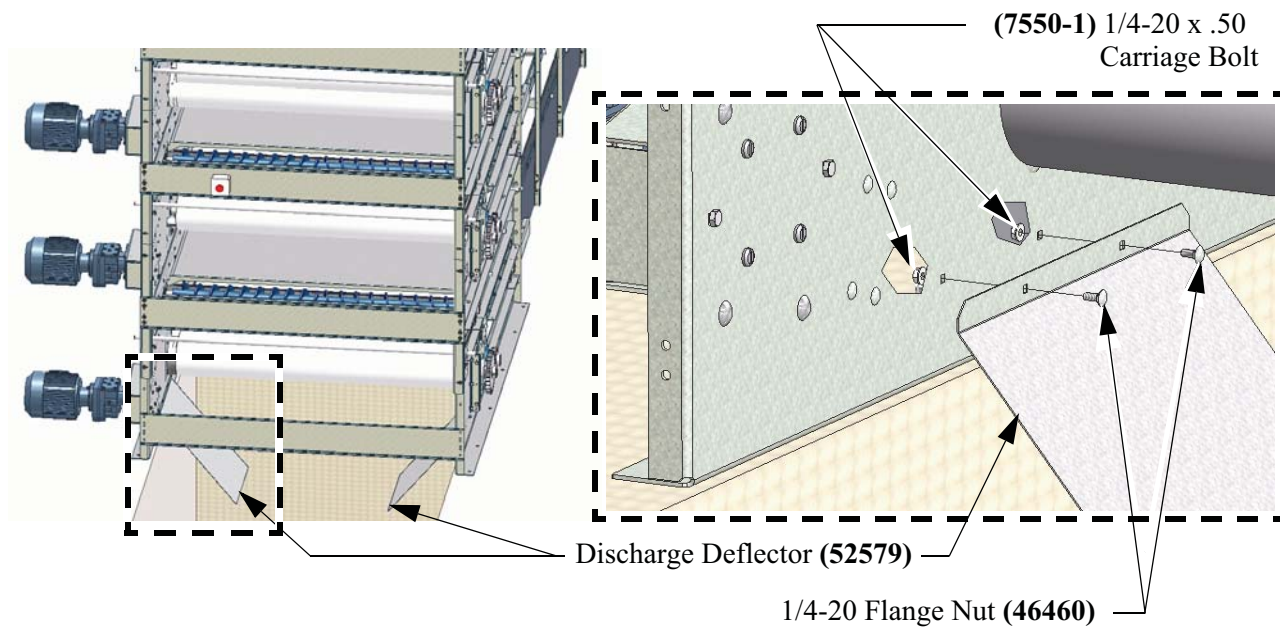 (7550-1) 1/4-20 x .50
Carriage Bolt
Discharge Deflector (52579)
1/4-20 Flange Nut (46460)